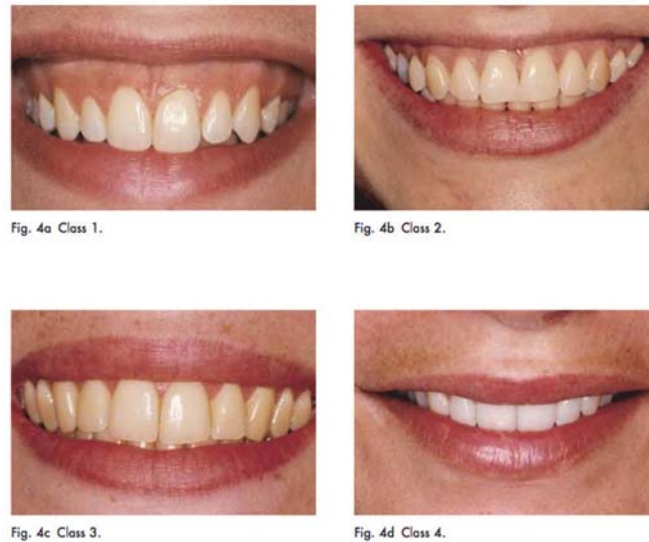 Fig. 4a Class 1.
Fig. 4b Class 2.
Fig. 4c Class 3.
Fig. 4d Class 4.